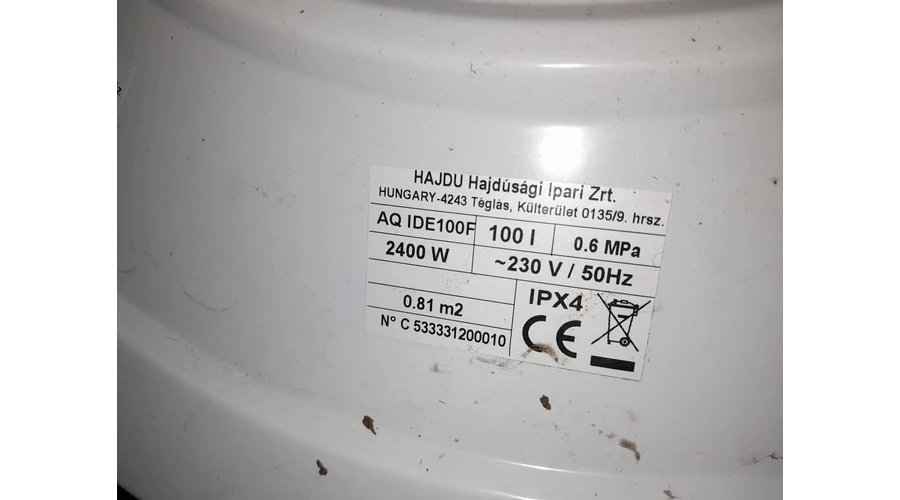 HAJDU Hajdúsági Ipari Zrt.
HUNGARY-4243 Téglás, Külterület 0135/9. hrsz.
AQ IDE100F 100 l 0.6 MPa
2400 W ~230 V / 50Hz
0.81 m2 IPX4
N° C 533331200010 CE